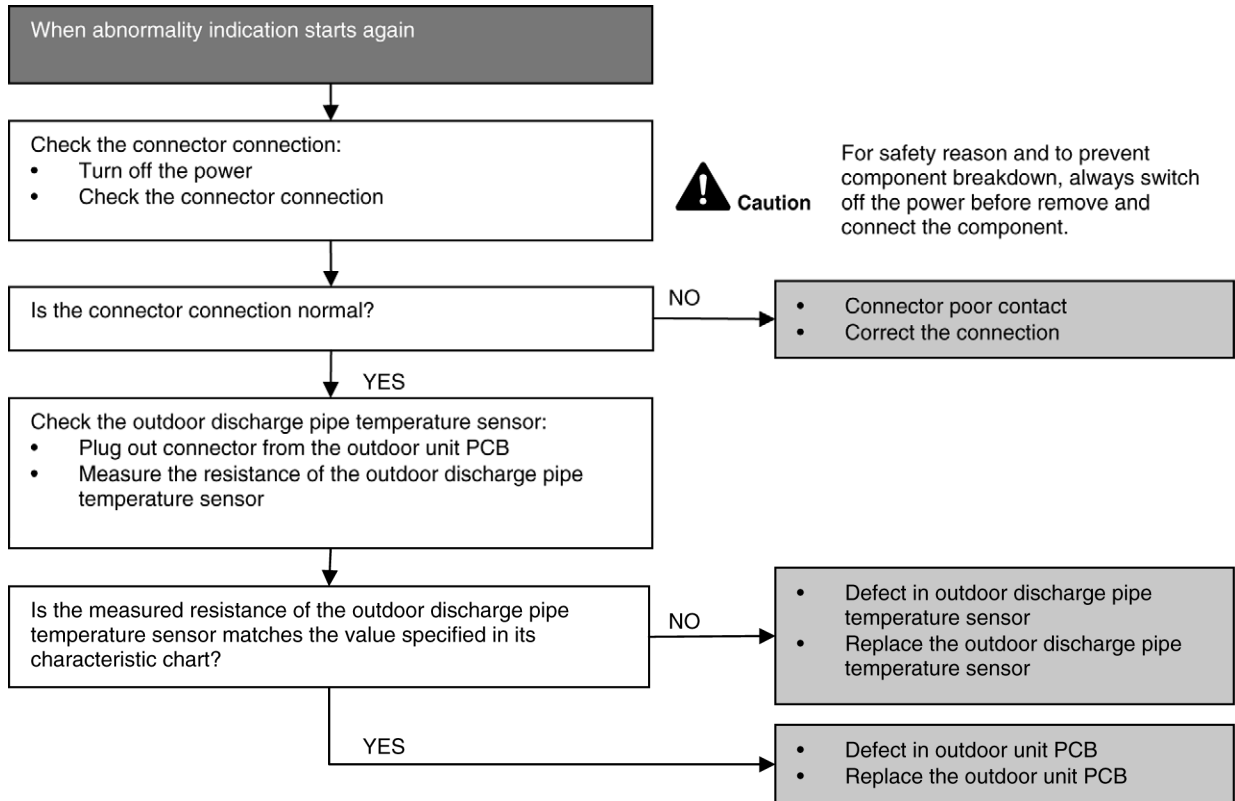 When abnormality indication starts again
Check the connector connection:
• Turn off the power
• Check the connector connection
Caution
For safety reason and to prevent
component breakdown, always switch
off the power before remove and
connect the component.
Is the connector connection normal?
NO
• Connector poor contact
• Correct the connection
YES
Check the outdoor discharge pipe temperature sensor:
• Plug out connector from the outdoor unit PCB
• Measure the resistance of the outdoor discharge pipe
temperature sensor
Is the measured resistance of the outdoor discharge pipe
temperature sensor matches the value specified in its
characteristic chart?
NO
• Defect in outdoor discharge pipe
temperature sensor
• Replace the outdoor discharge pipe
temperature sensor
YES
• Defect in outdoor unit PCB
• Replace the outdoor unit PCB